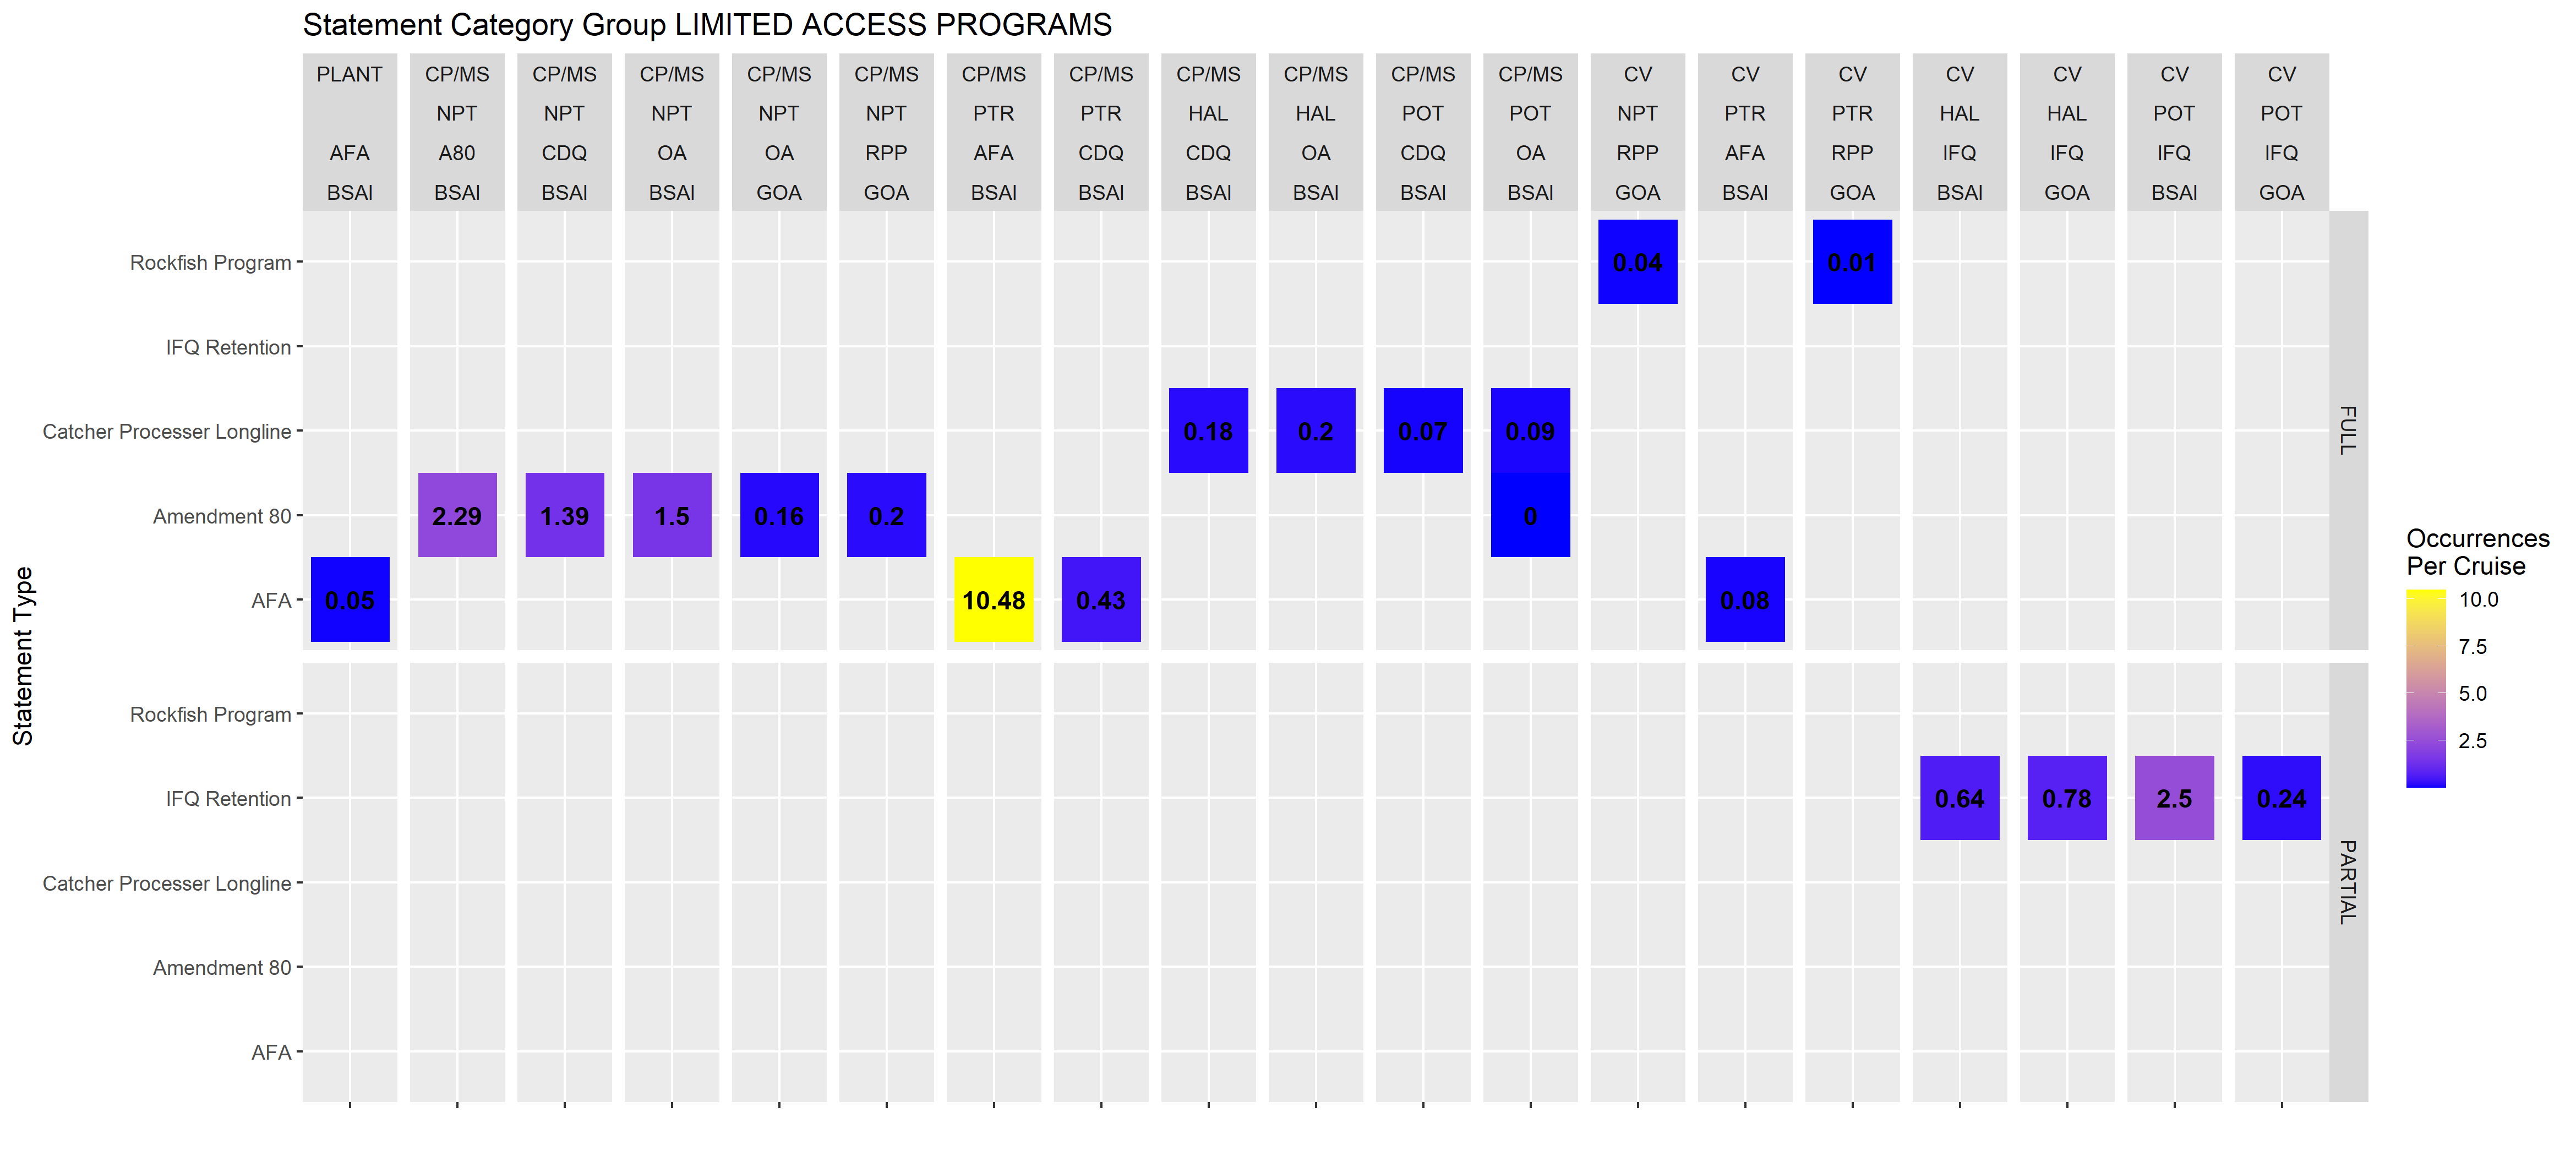 Statement Category Group LIMITED ACCESS PROGRAMS
PLANT CP/MS CP/MS CP/MS CP/MS CP/MS CP/MS CP/MS CP/MS CP/MS CP/MS CP/MS CV CV CV CV CV CV CV
NPT NPT NPT NPT NPT PTR PTR HAL HAL POT POT NPT PTR PTR HAL HAL POT POT
AFA A80 CDQ OA OA RPP AFA CDQ CDQ OA CDQ OA RPP AFA RPP IFQ IFQ IFQ IFQ
BSAI BSAI BSAI BSAI GOA GOA BSAI BSAI BSAI BSAI BSAI BSAI GOA BSAI GOA BSAI GOA BSAI GOA
Rockfish Program 0.04 0.01
IFQ Retention
Catcher Processer Longline 0.18 0.2 0.07 0.09
Amendment 80 2.29 1.39 1.5 0.16 0.2 0
AFA 0.05 10.48 0.43 0.08
FULL
Rockfish Program
IFQ Retention 0.64 0.78 2.5 0.24
Catcher Processer Longline
Amendment 80
AFA
PARTIAL
Statement Type
Occurrences
Per Cruise
10.0
7.5
5.0
2.5